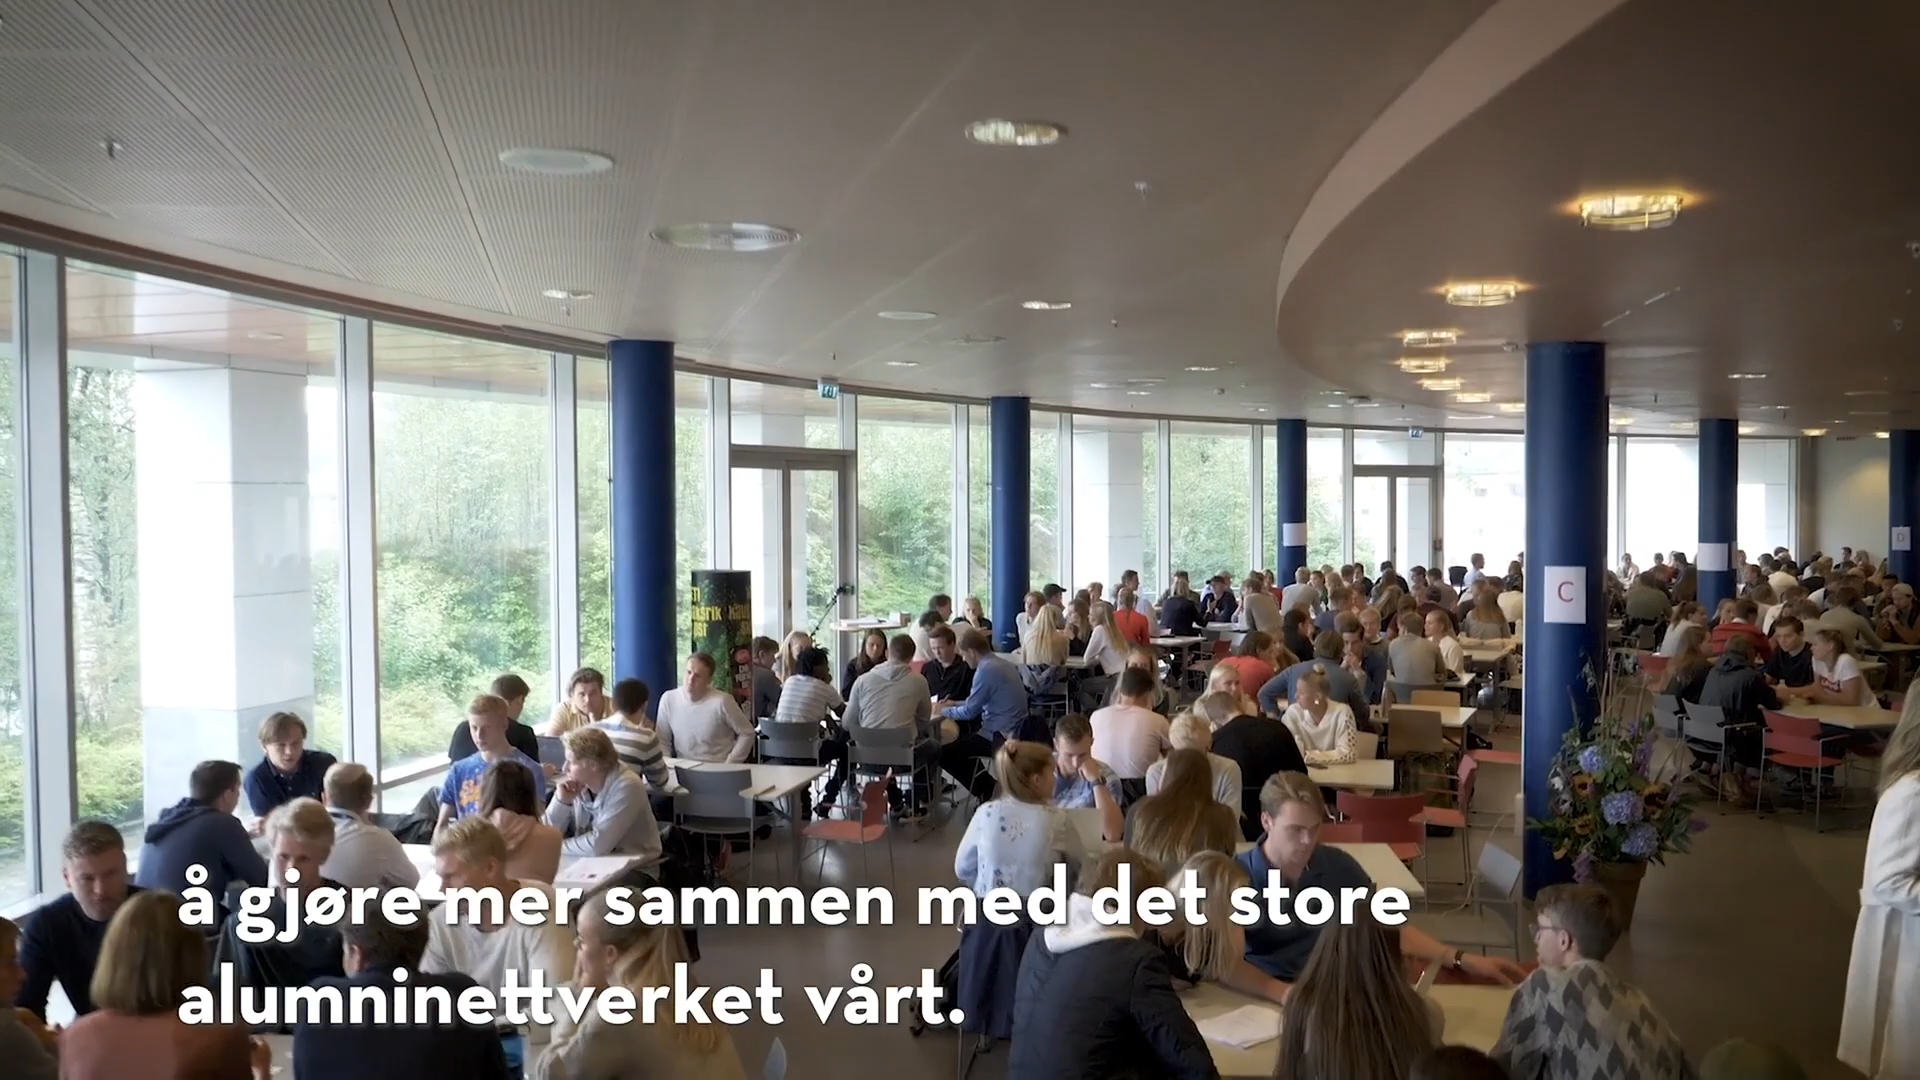 C
D
å gjøre mer sammen med det store
alumninettverket vårt.